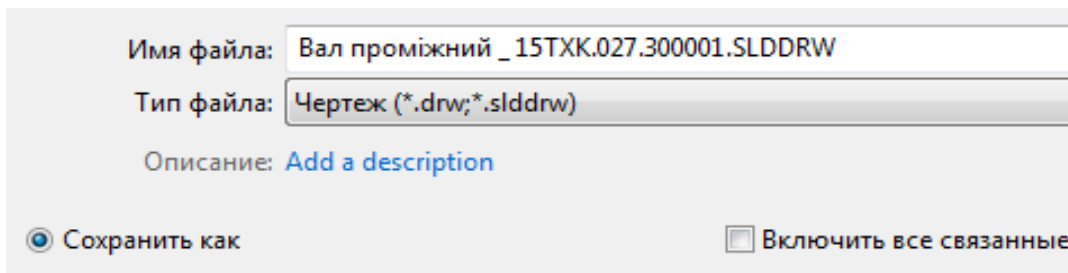 Имя файла: Вал проміжний _ 15ТХК.027.300001.SLDDRW
Тип файла: Чертеж (*.drw;*.slddrw)
Описание: Add a description
Сохранить как Включить все связанные